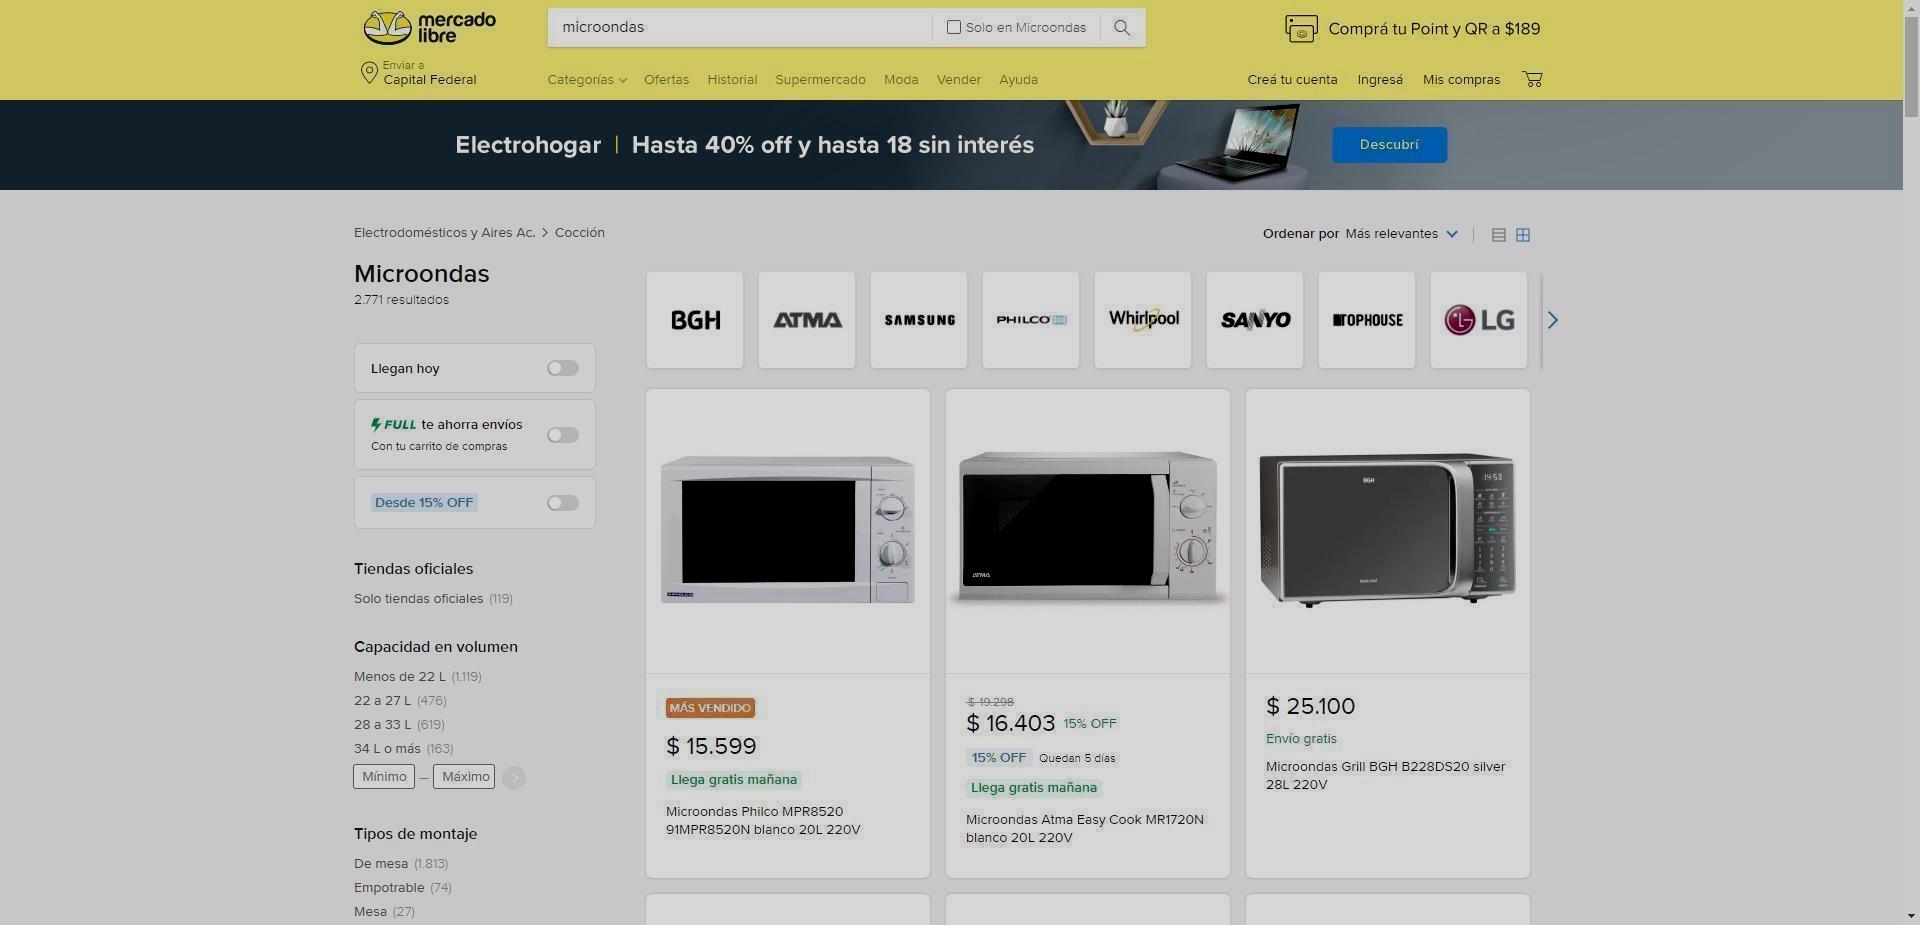 mercado
libre
microondas
Solo en Microondas
Comprá tu Point y QR a $189
Enviar a
Capital Federal
Categorías
Ofertas
Historial
Supermercado
Moda
Vender
Ayuda
Creá tu cuenta
Ingresá
Mis compras
Electrohogar | Hasta 40% off y hasta 18 sin interés
Descubrí
Electrodomésticos y Aires Ac. > Cocción
Ordenar por Más relevantes
Microondas
2.771 resultados
BGH
ATMA
SAMSUNG
PHILCO
Whirlpool
SANYO
TOPHOUSE
LG
Llegan hoy
FULL te ahorra envíos
Con tu carrito de compras
Desde 15% OFF
Tiendas oficiales
Solo tiendas oficiales (119)
Capacidad en volumen
Menos de 22 L (1.119)
22 a 27 L (476)
28 a 33 L (619)
34 L o más (163)
Mínimo — Máximo
Tipos de montaje
De mesa (1.813)
Empotrable (74)
Mesa (27)
PHILCO
MÁS VENDIDO
$ 15.599
Llega gratis mañana
Microondas Philco MPR8520
91MPR8520N blanco 20L 220V
ATMA
$ 19.298
$ 16.403 15% OFF
15% OFF Quedan 5 días
Llega gratis mañana
Microondas Atma Easy Cook MR1720N
blanco 20L 220V
BGH
14:53
Quick Chef
$ 25.100
Envío gratis
Microondas Grill BGH B228DS20 silver
28L 220V